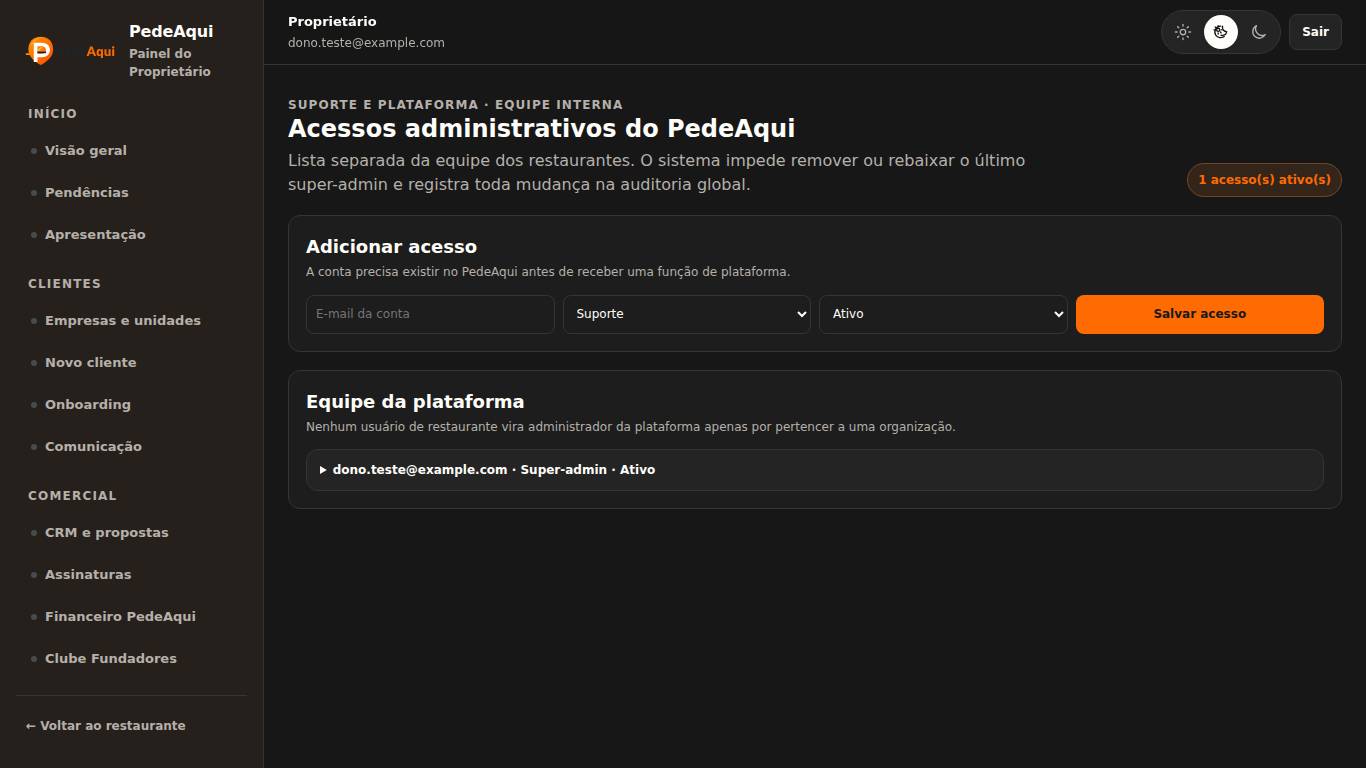 P
Aqui
PedeAqui
Painel do
Proprietário
INÍCIO
Visão geral
Pendências
Apresentação
CLIENTES
Empresas e unidades
Novo cliente
Onboarding
Comunicação
COMERCIAL
CRM e propostas
Assinaturas
Financeiro PedeAqui
Clube Fundadores
← Voltar ao restaurante
Proprietário
dono.teste@example.com
Sair
SUPORTE E PLATAFORMA · EQUIPE INTERNA
Acessos administrativos do PedeAqui
Lista separada da equipe dos restaurantes. O sistema impede remover ou rebaixar o último
super-admin e registra toda mudança na auditoria global.
1 acesso(s) ativo(s)
Adicionar acesso
A conta precisa existir no PedeAqui antes de receber uma função de plataforma.
E-mail da conta
Suporte
Ativo
Salvar acesso
Equipe da plataforma
Nenhum usuário de restaurante vira administrador da plataforma apenas por pertencer a uma organização.
dono.teste@example.com · Super-admin · Ativo